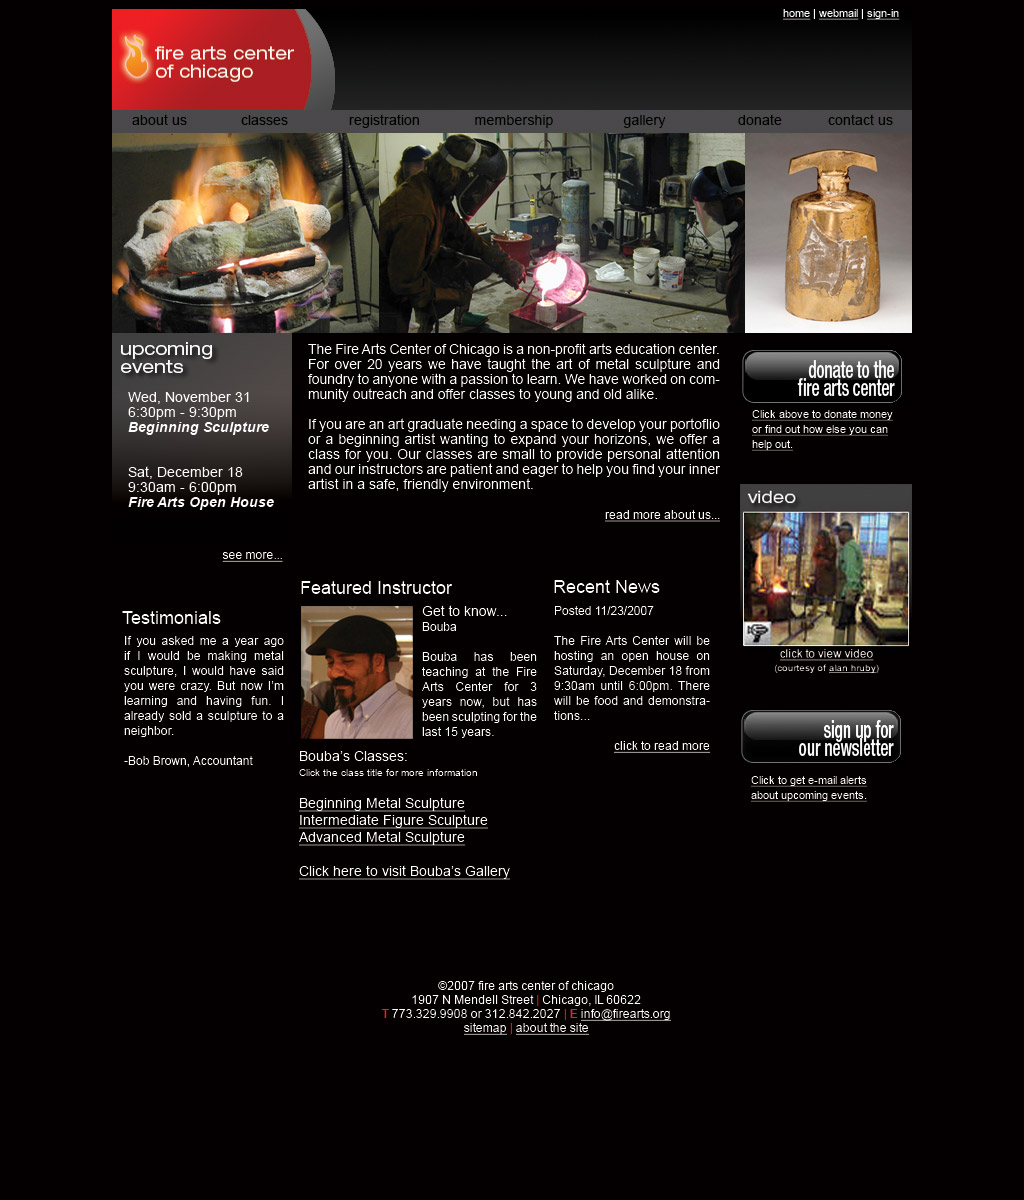 home | webmail | sign-in
fire arts center
of chicago
about us classes registration membership gallery donate contact us
upcoming
events
Wed, November 31
6:30pm - 9:30pm
Beginning Sculpture
Sat, December 18
9:30am - 6:00pm
Fire Arts Open House
see more...
The Fire Arts Center of Chicago is a non-profit arts education center.
For over 20 years we have taught the art of metal sculpture and
foundry to anyone with a passion to learn. We have worked on com-
munity outreach and offer classes to young and old alike.
If you are an art graduate needing a space to develop your portoflio
or a beginning artist wanting to expand your horizons, we offer a
class for you. Our classes are small to provide personal attention
and our instructors are patient and eager to help you find your inner
artist in a safe, friendly environment.
read more about us...
donate to the
fire arts center
Click above to donate money
or find out how else you can
help out.
video
click to view video
(courtesy of alan hruby)
sign up for
our newsletter
Click to get e-mail alerts
about upcoming events.
Testimonials
If you asked me a year ago
if I would be making metal
sculpture, I would have said
you were crazy. But now I'm
learning and having fun. I
already sold a sculpture to a
neighbor.
-Bob Brown, Accountant
Featured Instructor
Get to know...
Bouba
Bouba has been
teaching at the Fire
Arts Center for 3
years now, but has
been sculpting for the
last 15 years.
Bouba's Classes:
Click the class title for more information
Beginning Metal Sculpture
Intermediate Figure Sculpture
Advanced Metal Sculpture
Click here to visit Bouba's Gallery
Recent News
Posted 11/23/2007
The Fire Arts Center will be
hosting an open house on
Saturday, December 18 from
9:30am until 6:00pm. There
will be food and demonstra-
tions...
click to read more
©2007 fire arts center of chicago
1907 N Mendell Street | Chicago, IL 60622
T 773.329.9908 or 312.842.2027 | E info@firearts.org
sitemap | about the site